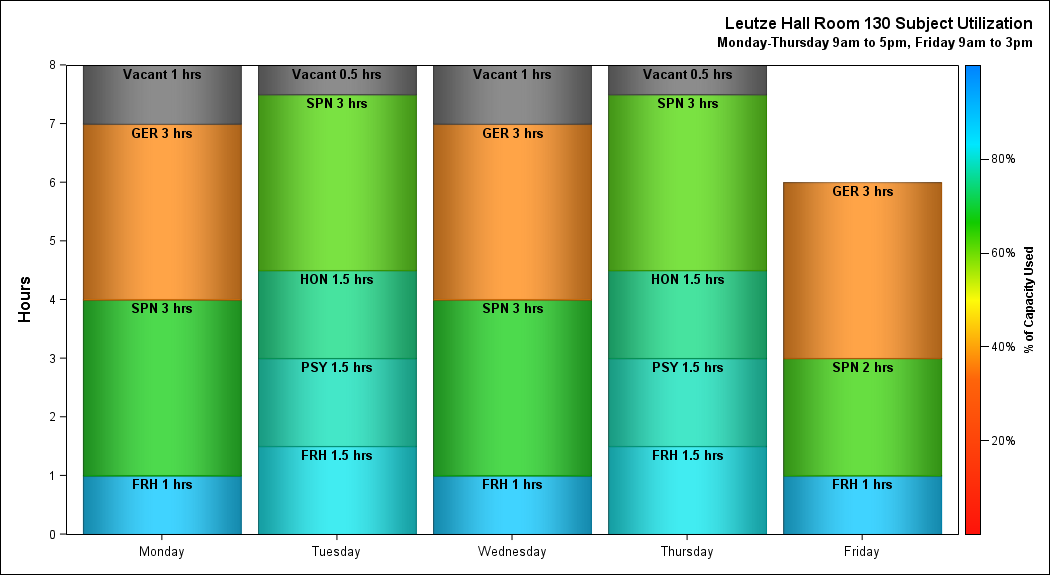 Leutze Hall Room 130 Subject Utilization
Monday-Thursday 9am to 5pm, Friday 9am to 3pm
Hours
8
7
6
5
4
3
2
1
0
Vacant 1 hrs
GER 3 hrs
SPN 3 hrs
FRH 1 hrs
Vacant 0.5 hrs
SPN 3 hrs
HON 1.5 hrs
PSY 1.5 hrs
FRH 1.5 hrs
Vacant 1 hrs
GER 3 hrs
SPN 3 hrs
FRH 1 hrs
Vacant 0.5 hrs
SPN 3 hrs
HON 1.5 hrs
PSY 1.5 hrs
FRH 1.5 hrs
GER 3 hrs
SPN 2 hrs
FRH 1 hrs
Monday Tuesday Wednesday Thursday Friday
80%
60%
40%
20%
% of Capacity Used